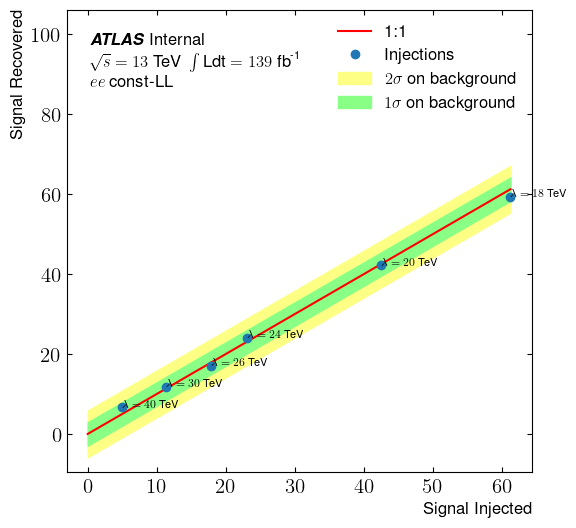 Signal Recovered
100
80
60
40
20
0
ATLAS Internal
√s = 13 TeV ∫ Ldt = 139 fb⁻¹
ee const-LL
1:1
Injections
2σ on background
1σ on background
λ = 18 TeV
λ = 20 TeV
λ = 24 TeV
λ = 26 TeV
λ = 30 TeV
λ = 40 TeV
0 10 20 30 40 50 60
Signal Injected